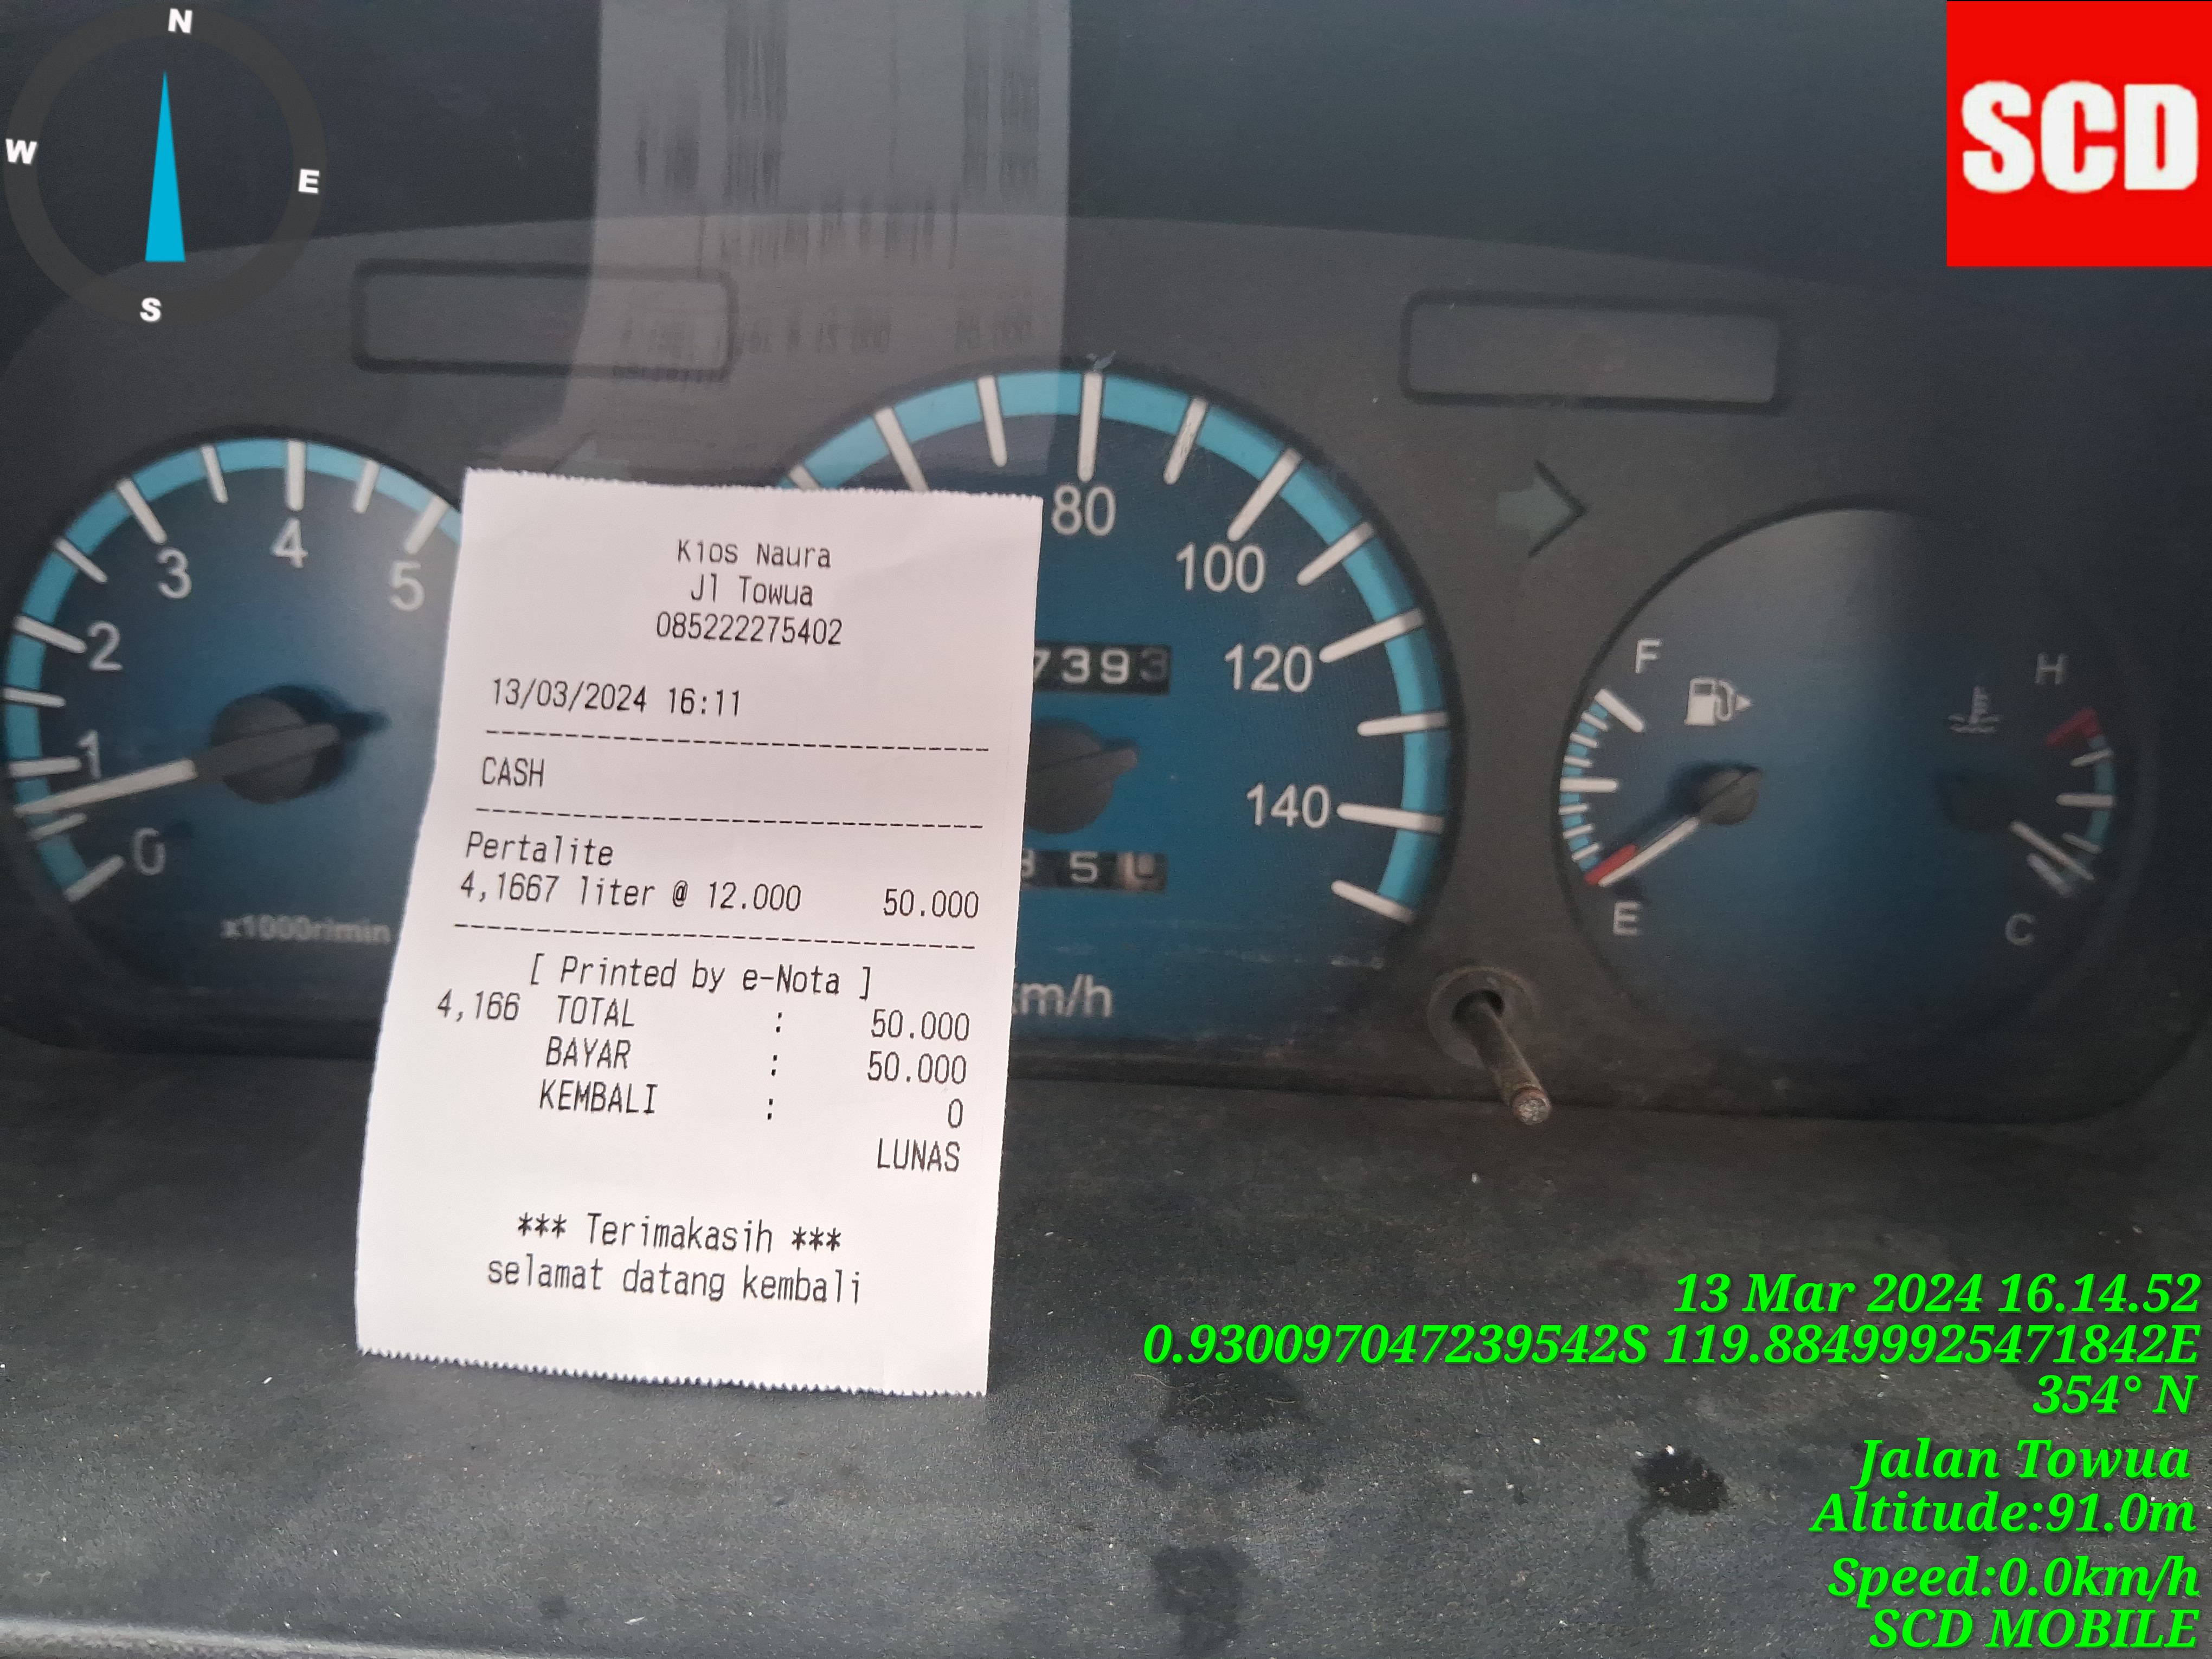 N
W
E
S
SCD
Kios Naura
Jl Towua
085222275402
13/03/2024 16:11
CASH
Pertalite
4,1667 liter @ 12.000 50.000
[ Printed by e-Nota ]
4,166 TOTAL : 50.000
BAYAR : 50.000
KEMBALI : 0
LUNAS
*** Terimakasih ***
selamat datang kembali
0
1
2
3
4
5
x1000r/min
80
100
120
140
7393
5
km/h
F
E
H
C
13 Mar 2024 16.14.52
0.930097047239542S 119.88499925471842E
354° N
Jalan Towua
Altitude:91.0m
Speed:0.0km/h
SCD MOBILE